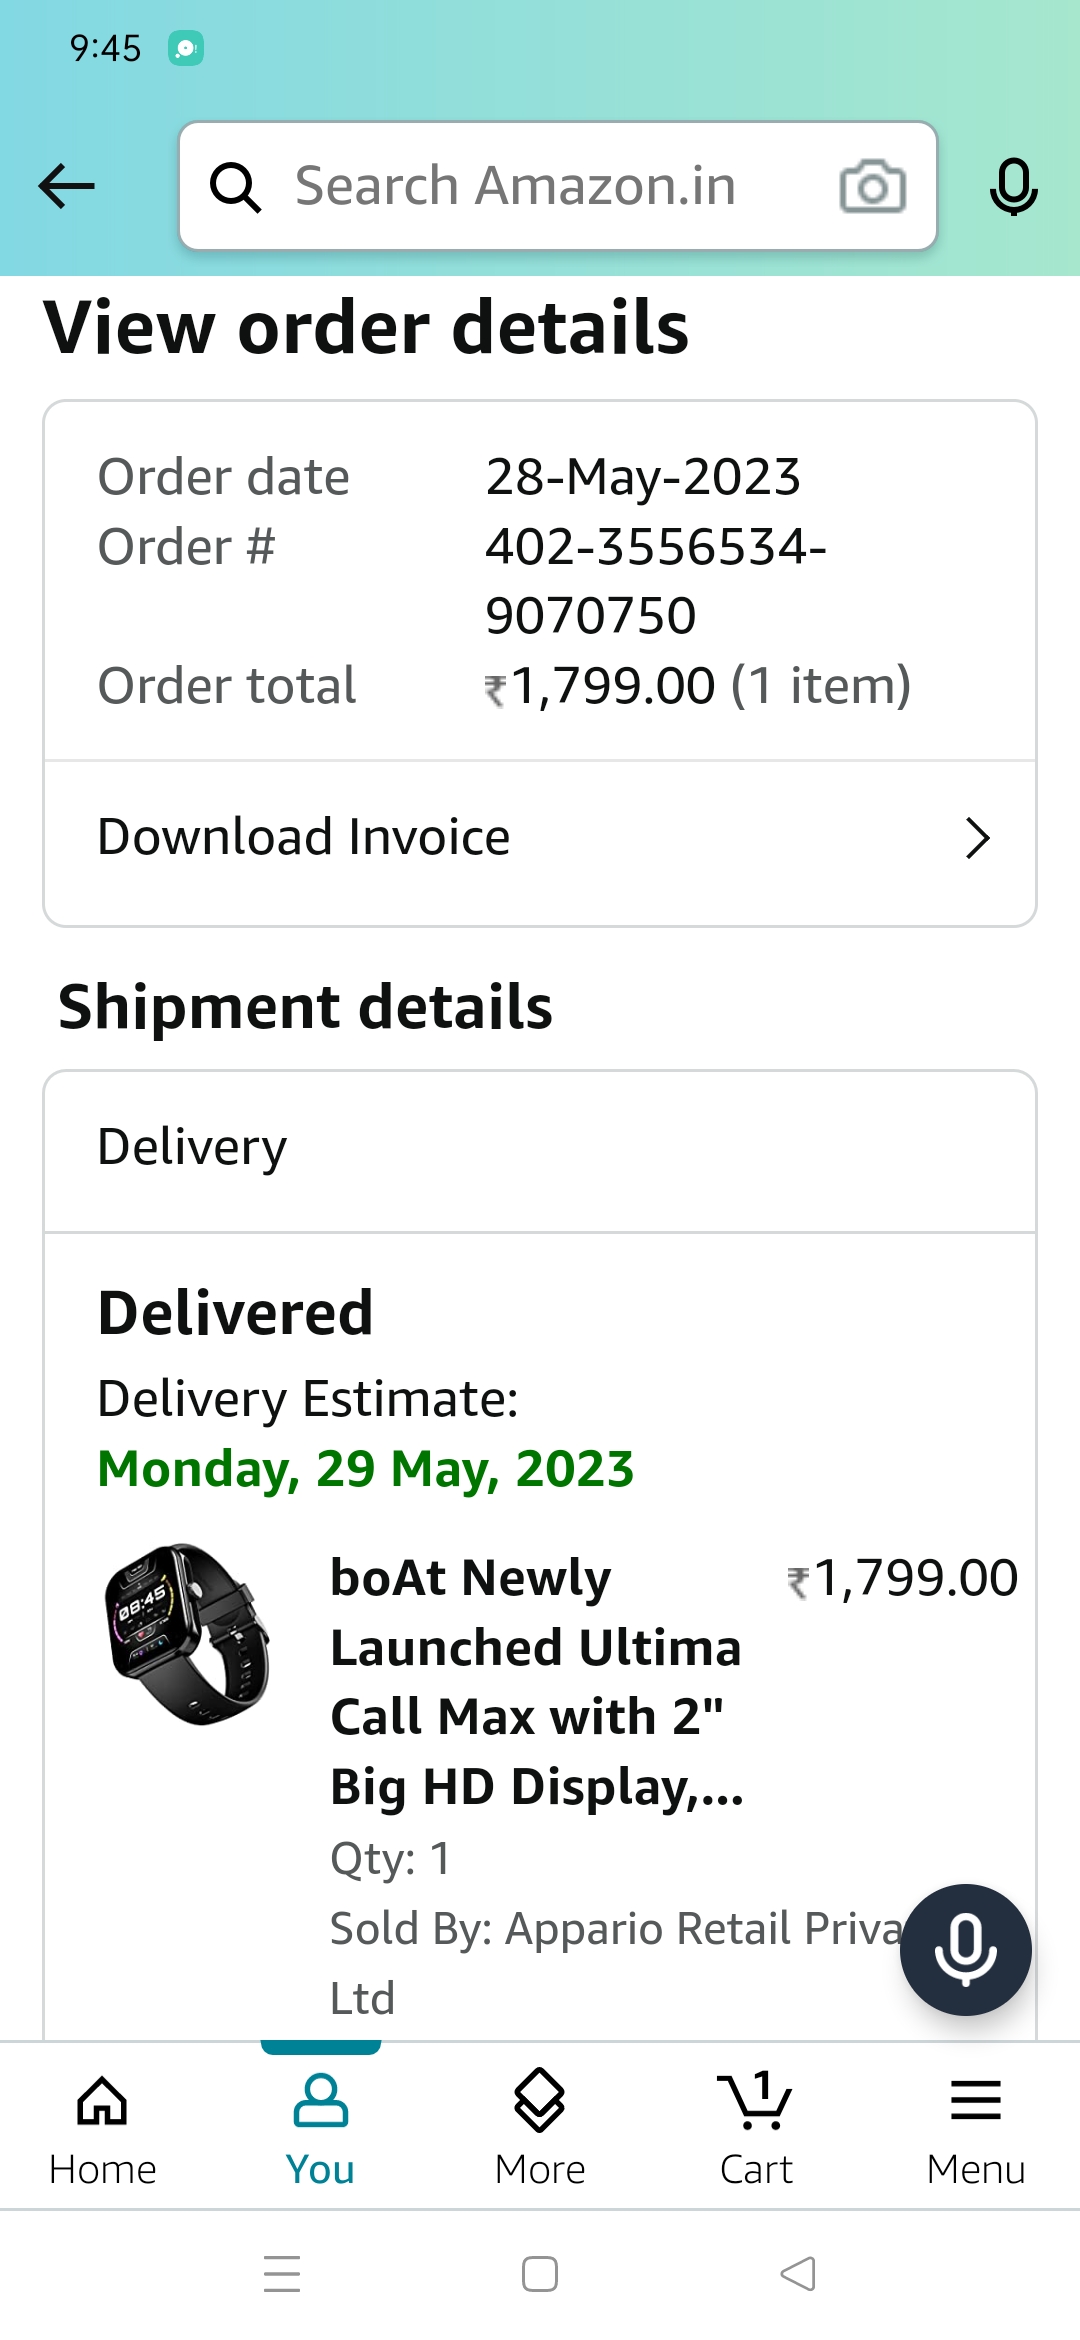 9:45
Search Amazon.in
View order details
Order date 28-May-2023
Order # 402-3556534-
9070750
Order total ₹1,799.00 (1 item)
Download Invoice
Shipment details
Delivery
Delivered
Delivery Estimate:
Monday, 29 May, 2023
08:45
boAt Newly ₹1,799.00
Launched Ultima
Call Max with 2"
Big HD Display,...
Qty: 1
Sold By: Appario Retail Priva
Ltd
1
Home You More Cart Menu